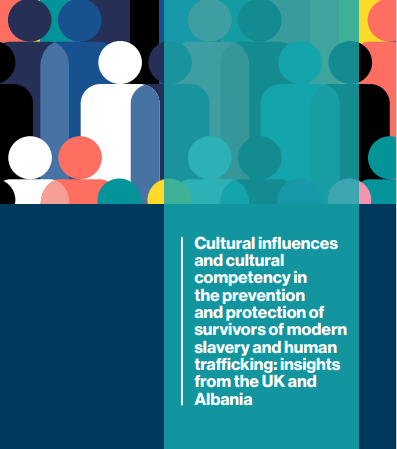 Cultural influences
and cultural
competency in
the prevention
and protection of
survivors of modern
slavery and human
trafficking: insights
from the UK and
Albania